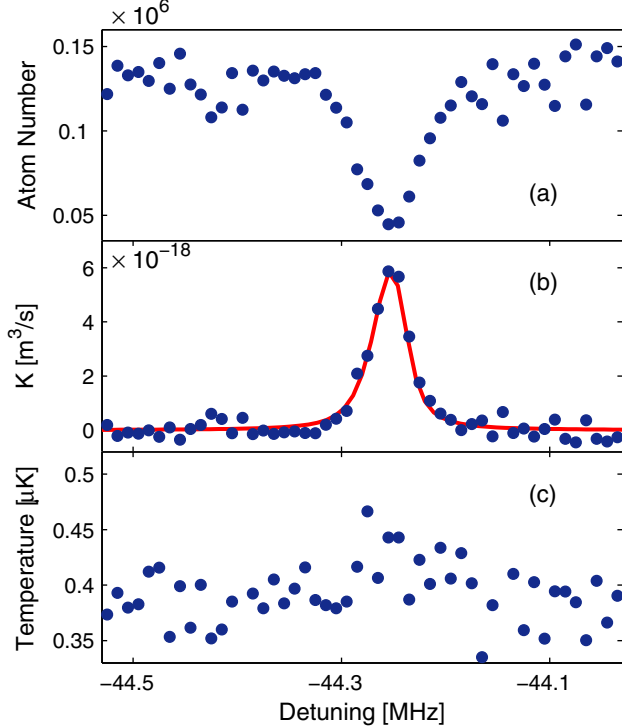 × 10^6
0.15
0.1
0.05
Atom Number
(a)
× 10^−18
6
4
2
0
K [m^3/s]
(b)
0.5
0.45
0.4
0.35
Temperature [µK]
(c)
−44.5
−44.3
−44.1
Detuning [MHz]